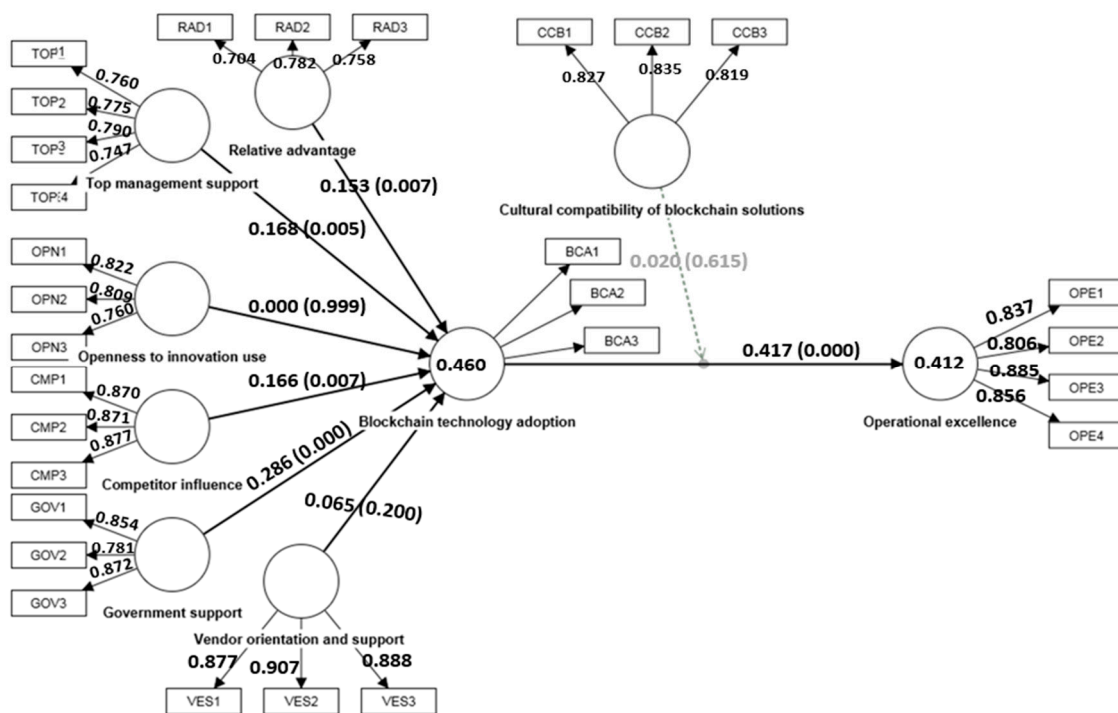 RAD1
RAD2
RAD3
0.704
0.782
0.758
Relative advantage
0.153 (0.007)
CCB1
CCB2
CCB3
0.827
0.835
0.819
Cultural compatibility of blockchain solutions
0.020 (0.615)
TOP1
TOP2
TOP3
TOP4
0.760
0.775
0.790
0.747
Top management support
0.168 (0.005)
OPN1
OPN2
OPN3
0.822
0.809
0.760
Openness to innovation use
0.000 (0.999)
CMP1
CMP2
CMP3
0.870
0.871
0.877
Competitor influence
0.166 (0.007)
GOV1
GOV2
GOV3
0.854
0.781
0.872
Government support
0.286 (0.000)
Vendor orientation and support
0.065 (0.200)
0.877
0.907
0.888
VES1
VES2
VES3
BCA1
BCA2
BCA3
0.460
Blockchain technology adoption
0.417 (0.000)
0.412
Operational excellence
0.837
0.806
0.885
0.856
OPE1
OPE2
OPE3
OPE4